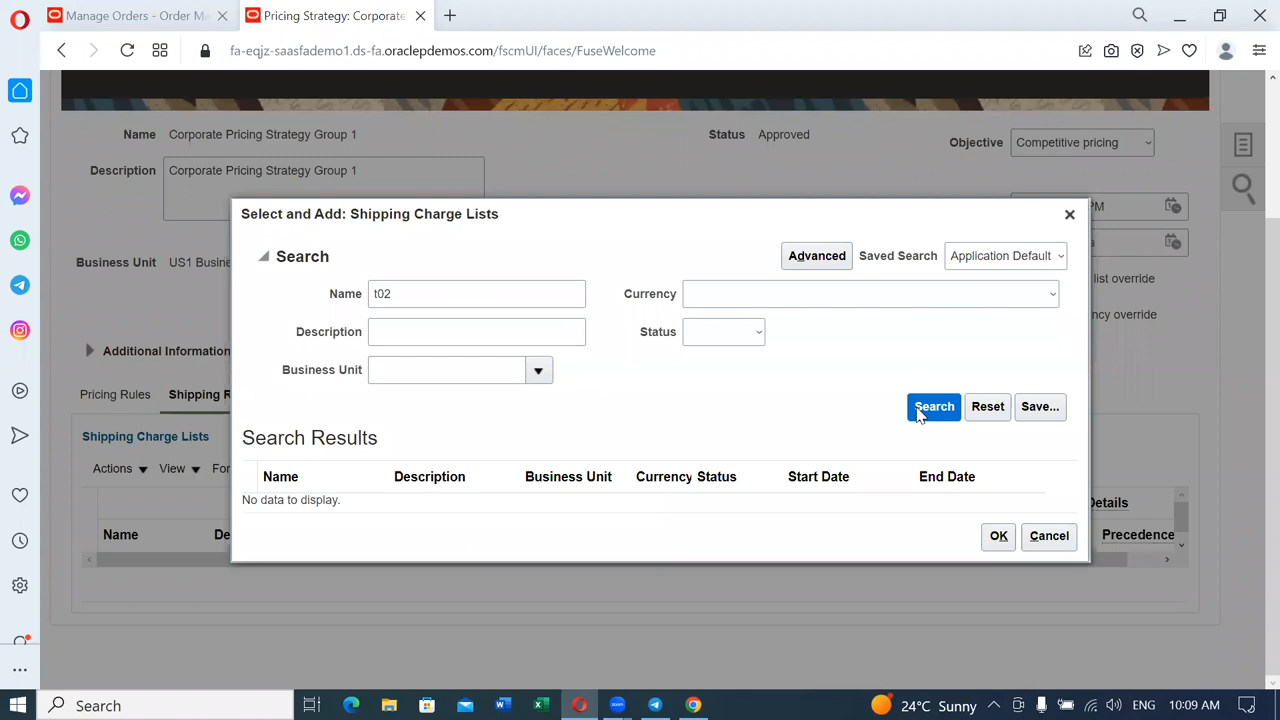 Manage Orders - Order Ma
Pricing Strategy: Corporate
fa-eqjz-saasfademo1.ds-fa.oraclepdemos.com/fscmUI/faces/FuseWelcome
Name Corporate Pricing Strategy Group 1
Status Approved
Objective Competitive pricing
Description Corporate Pricing Strategy Group 1
PM
Business Unit US1 Busine
list override
ncy override
Additional Information
Pricing Rules Shipping R
Shipping Charge Lists
Actions View For
Details
Name De
Precedence
Select and Add: Shipping Charge Lists
Search
Advanced Saved Search Application Default
Name t02
Currency
Description
Status
Business Unit
Search Reset Save...
Search Results
Name Description Business Unit Currency Status Start Date End Date
No data to display.
OK Cancel
Search
24°C Sunny
ENG 10:09 AM